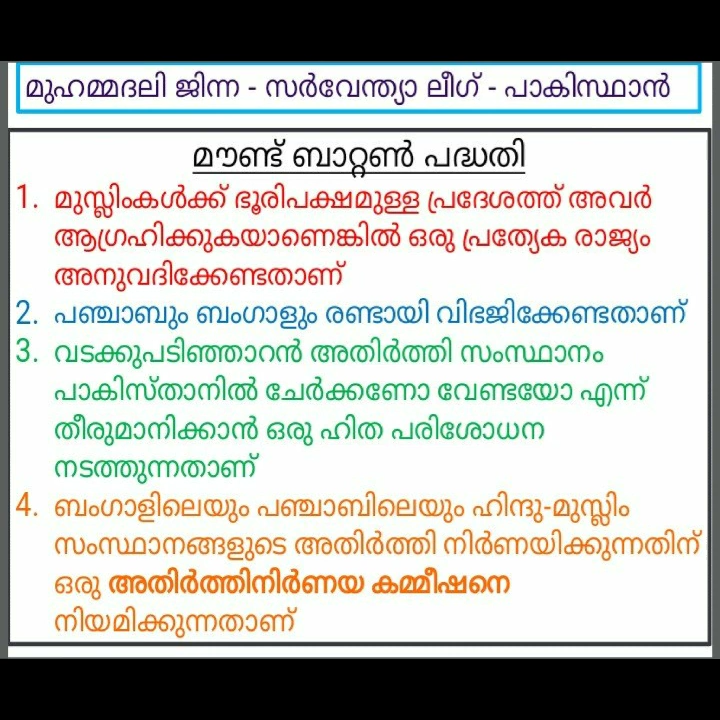 മുഹമ്മദലി ജിന്ന - സർവേന്ത്യാ ലീഗ് - പാകിസ്ഥാൻ
മൗണ്ട് ബാറ്റൺ പദ്ധതി
1. മുസ്ലിംകൾക്ക് ഭൂരിപക്ഷമുള്ള പ്രദേശത്ത് അവർ
ആഗ്രഹിക്കുകയാണെങ്കിൽ ഒരു പ്രത്യേക രാജ്യം
അനുവദിക്കേണ്ടതാണ്
2. പഞ്ചാബും ബംഗാളും രണ്ടായി വിഭജിക്കേണ്ടതാണ്
3. വടക്കുപടിഞ്ഞാറൻ അതിർത്തി സംസ്ഥാനം
പാകിസ്താനിൽ ചേർക്കണോ വേണ്ടയോ എന്ന്
തീരുമാനിക്കാൻ ഒരു ഹിത പരിശോധന
നടത്തുന്നതാണ്
4. ബംഗാളിലെയും പഞ്ചാബിലെയും ഹിന്ദു-മുസ്ലിം
സംസ്ഥാനങ്ങളുടെ അതിർത്തി നിർണയിക്കുന്നതിന്
ഒരു അതിർത്തിനിർണയ കമ്മീഷനെ
നിയമിക്കുന്നതാണ്